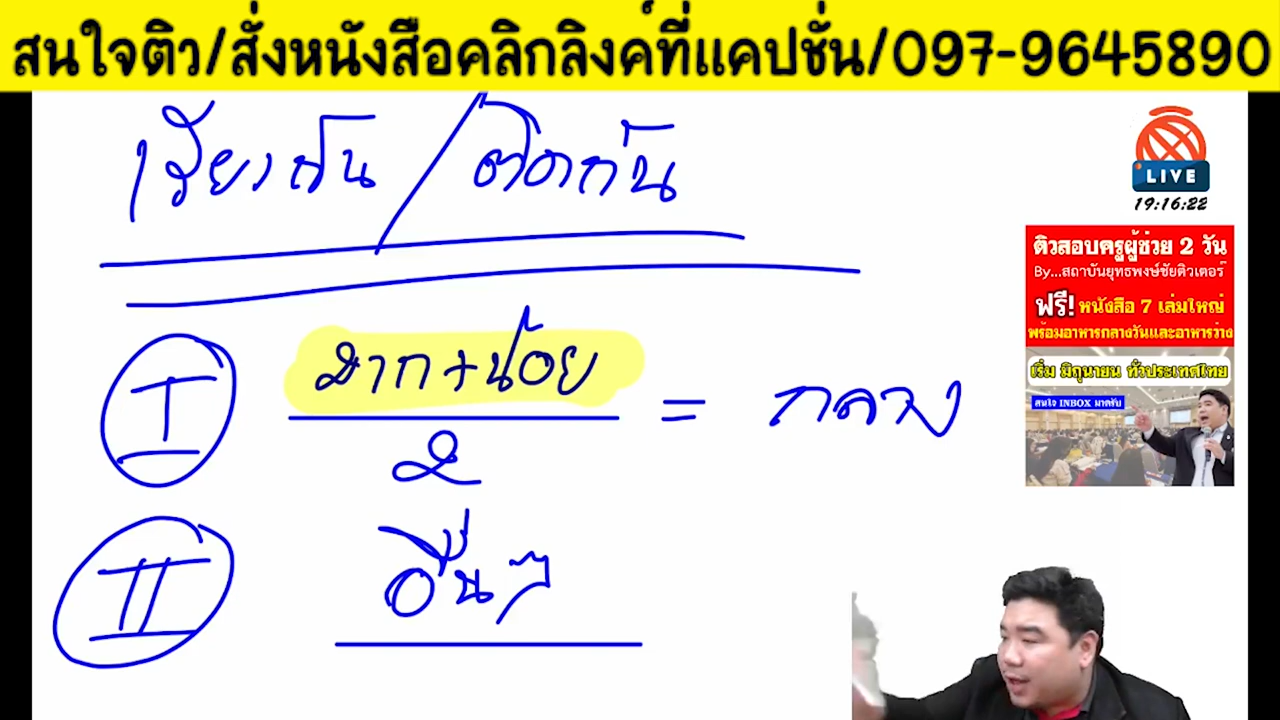 สนใจติว/สั่งหนังสือคลิกลิงค์ที่แคปชั่น/097-9645890
เรียงกัน/ติดกัน
LIVE
19:16:22
ติวสอบครูผู้ช่วย 2 วัน
By...สถาบันยุทธพงษ์ชัยติวเตอร์
ฟรี! หนังสือ 7 เล่มใหญ่
พร้อมอาหารกลางวันและอาหารว่าง
เริ่ม มิถุนายน ทั่วประเทศไทย
สนใจ INBOX มาครับ
I
มาก+น้อย
2
= กลาง
II
อื่นๆ